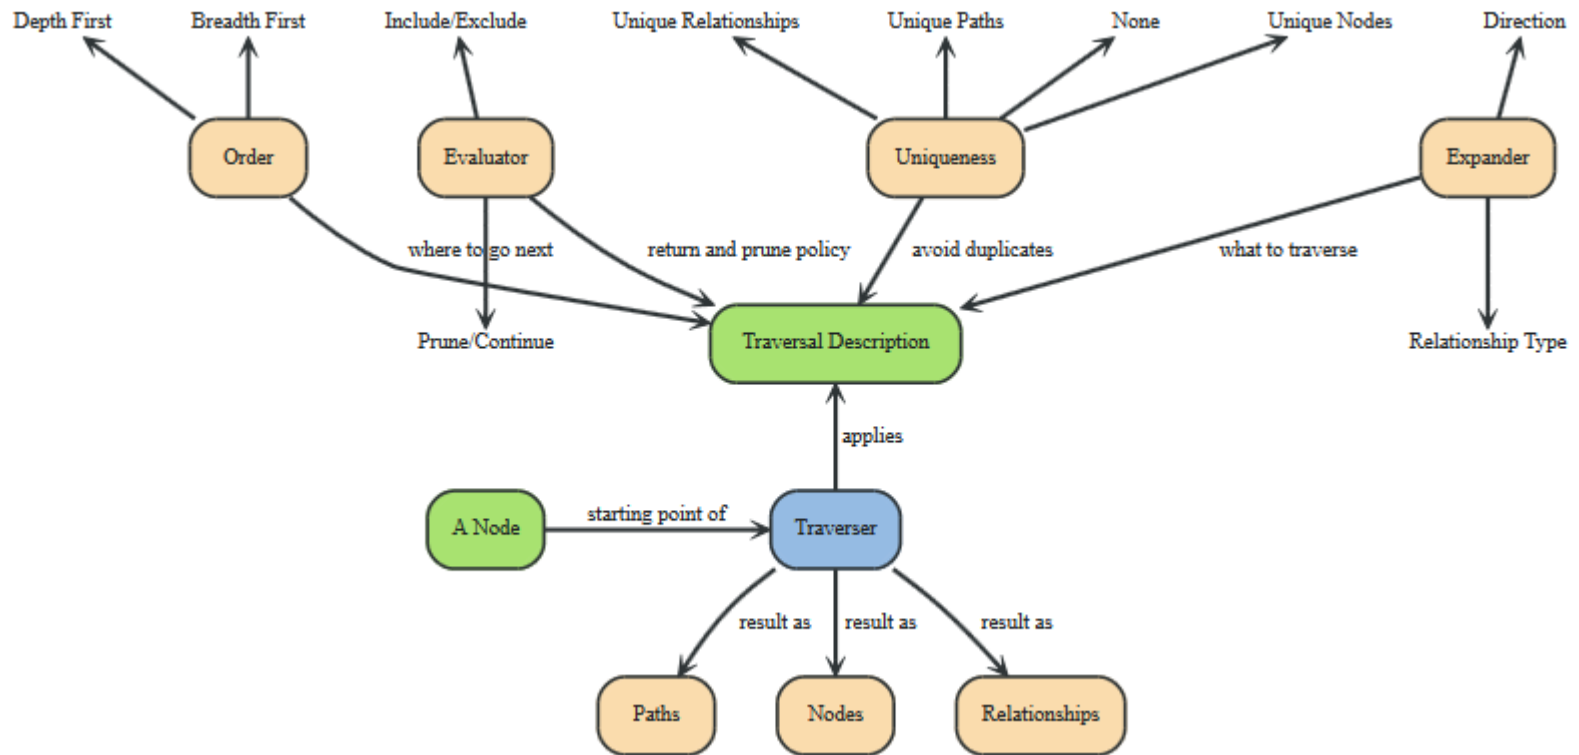 Depth First
Breadth First
Include/Exclude
Unique Relationships
Unique Paths
None
Unique Nodes
Direction
Order
Evaluator
Uniqueness
Expander
where to go next
return and prune policy
avoid duplicates
what to traverse
Prune/Continue
Traversal Description
Relationship Type
applies
A Node
starting point of
Traverser
result as
result as
result as
Paths
Nodes
Relationships